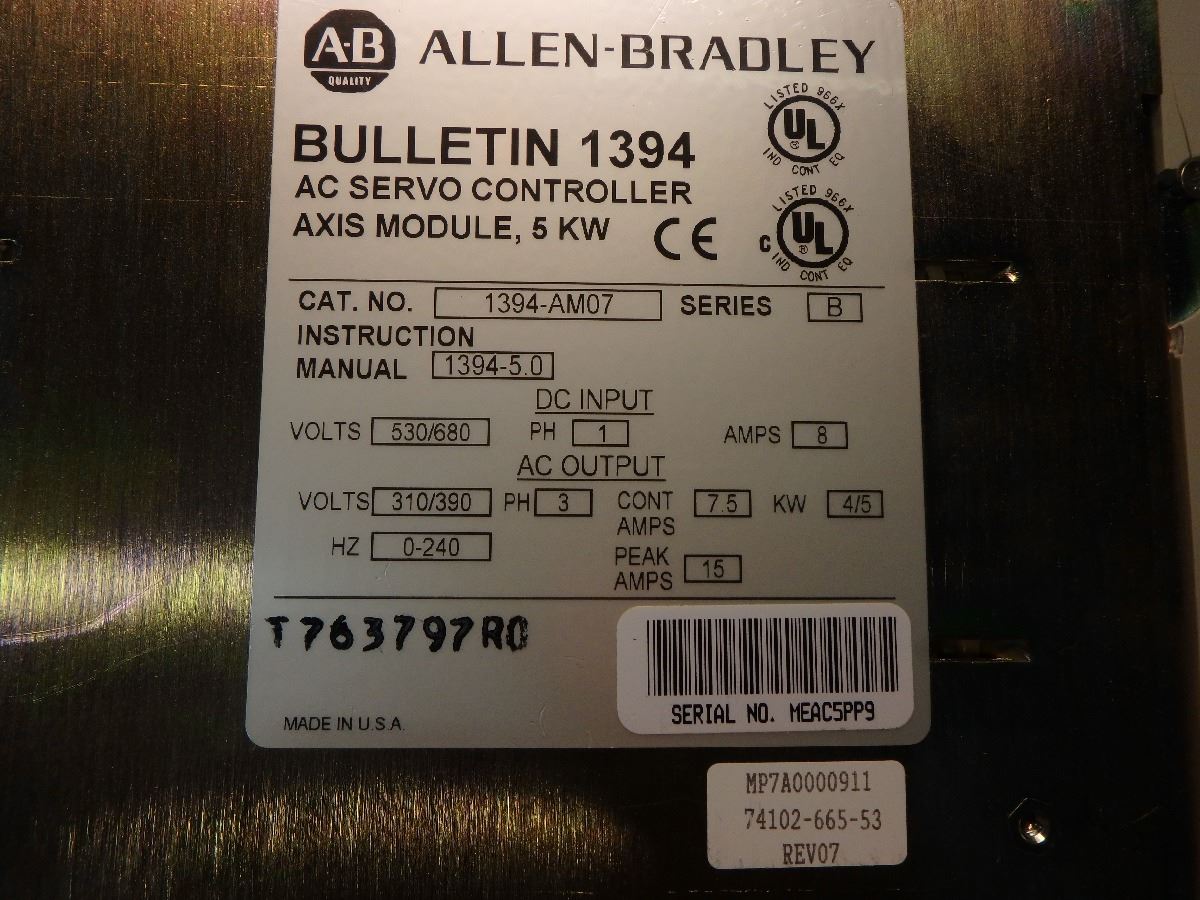 A-B
QUALITY
ALLEN-BRADLEY
LISTED 966X
UL
®
IND CONT EQ
BULLETIN 1394
AC SERVO CONTROLLER
AXIS MODULE, 5 KW
CE
LISTED 966X
C UL
®
IND CONT EQ
CAT. NO. 1394-AM07 SERIES B
INSTRUCTION
MANUAL 1394-5.0
DC INPUT
VOLTS 530/680 PH 1 AMPS 8
AC OUTPUT
VOLTS 310/390 PH 3 CONT AMPS 7.5 KW 4/5
HZ 0-240 PEAK AMPS 15
T763797R0
SERIAL NO. MEAC5PP9
MADE IN U.S.A.
MP7A0000911
74102-665-53
REV07